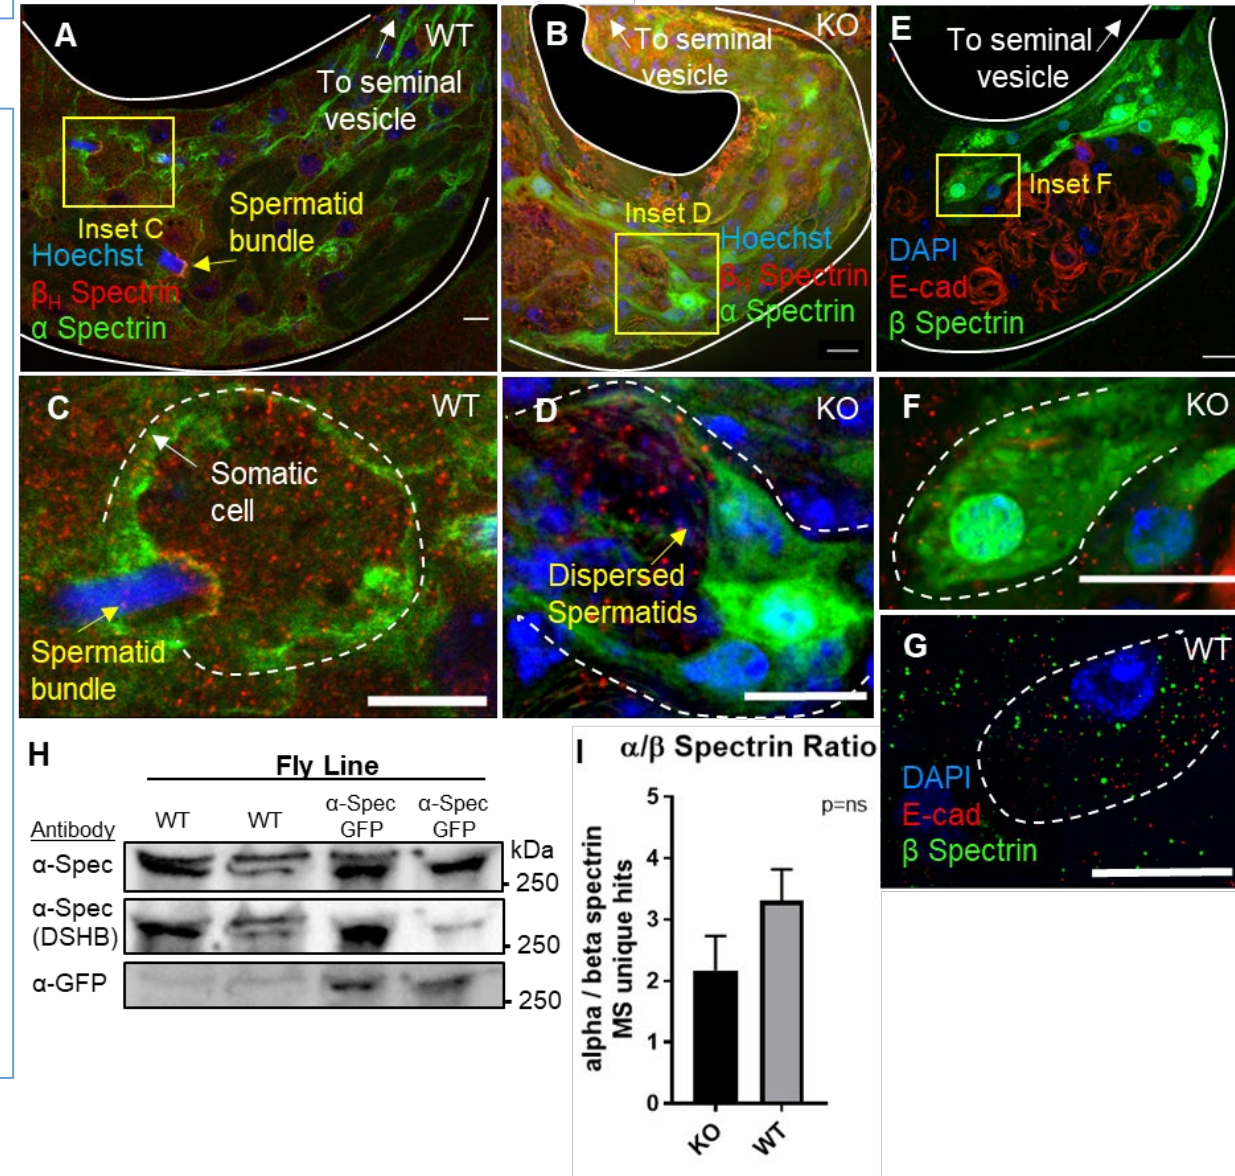 A
WT
To seminal
vesicle
Inset C
Spermatid
bundle
Hoechst
βH Spectrin
α Spectrin
B
KO
To seminal
vesicle
Inset D
Hoechst
βH Spectrin
α Spectrin
E
To seminal
vesicle
Inset F
DAPI
E-cad
β Spectrin
C
WT
Somatic
cell
Spermatid
bundle
D
KO
Dispersed
Spermatids
F
KO
G
WT
DAPI
E-cad
β Spectrin
H
Fly Line
Antibody
WT
WT
α-Spec
GFP
α-Spec
GFP
kDa
α-Spec
250
α-Spec
(DSHB)
250
α-GFP
250
I
α/β Spectrin Ratio
p=ns
alpha / beta spectrin
MS unique hits
5
4
3
2
1
0
KO
WT